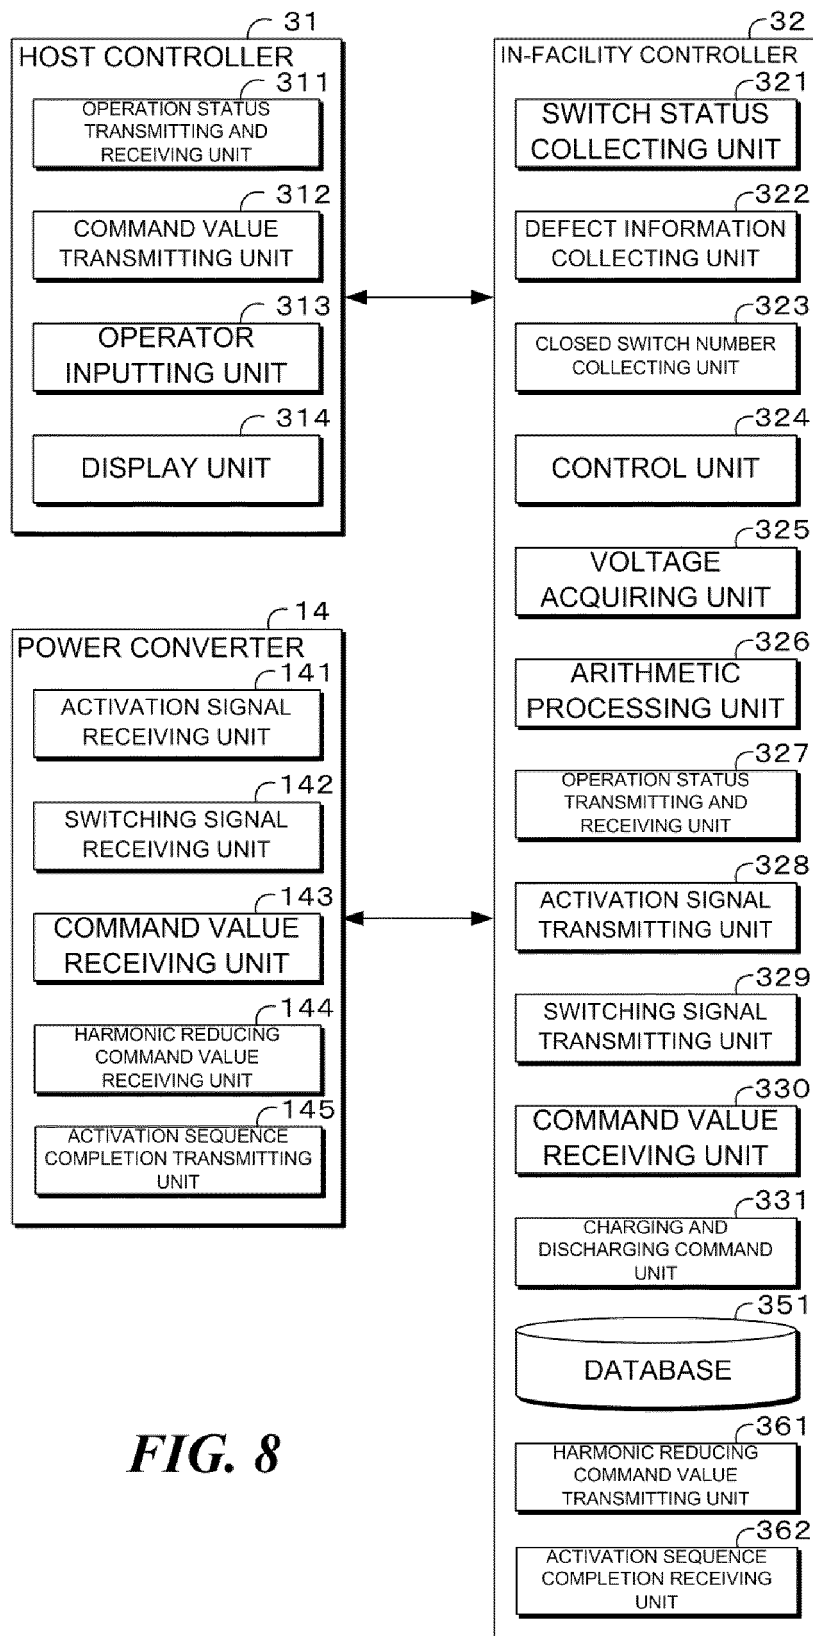 31
HOST CONTROLLER
311
OPERATION STATUS
TRANSMITTING AND
RECEIVING UNIT
312
COMMAND VALUE
TRANSMITTING UNIT
313
OPERATOR
INPUTTING UNIT
314
DISPLAY UNIT
14
POWER CONVERTER
141
ACTIVATION SIGNAL
RECEIVING UNIT
142
SWITCHING SIGNAL
RECEIVING UNIT
143
COMMAND VALUE
RECEIVING UNIT
144
HARMONIC REDUCING
COMMAND VALUE
RECEIVING UNIT
145
ACTIVATION SEQUENCE
COMPLETION TRANSMITTING
UNIT
32
IN-FACILITY CONTROLLER
321
SWITCH STATUS
COLLECTING UNIT
322
DEFECT INFORMATION
COLLECTING UNIT
323
CLOSED SWITCH NUMBER
COLLECTING UNIT
324
CONTROL UNIT
325
VOLTAGE
ACQUIRING UNIT
326
ARITHMETIC
PROCESSING UNIT
327
OPERATION STATUS
TRANSMITTING AND
RECEIVING UNIT
328
ACTIVATION SIGNAL
TRANSMITTING UNIT
329
SWITCHING SIGNAL
TRANSMITTING UNIT
330
COMMAND VALUE
RECEIVING UNIT
331
CHARGING AND
DISCHARGING COMMAND
UNIT
351
DATABASE
361
HARMONIC REDUCING
COMMAND VALUE
TRANSMITTING UNIT
362
ACTIVATION SEQUENCE
COMPLETION RECEIVING
UNIT
FIG. 8